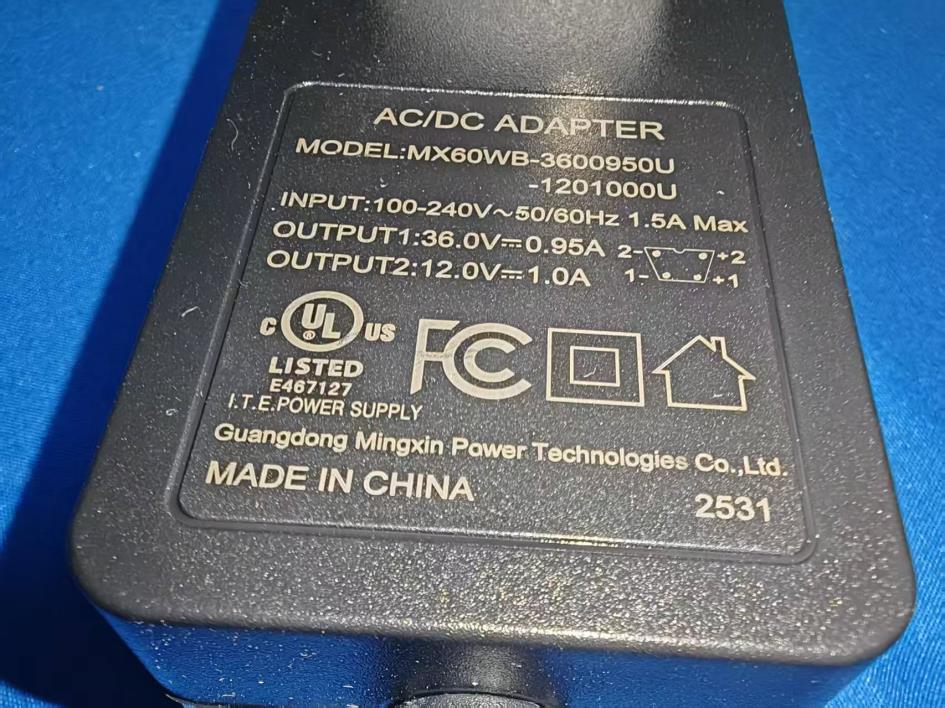 AC/DC ADAPTER
MODEL:MX60WB-3600950U
-1201000U
INPUT:100-240V~50/60Hz 1.5A Max
OUTPUT1:36.0V⎓0.95A 2- +2
OUTPUT2:12.0V⎓1.0A 1- +1
C UL ® US
LISTED
E467127
FC
I.T.E.POWER SUPPLY
Guangdong Mingxin Power Technologies Co.,Ltd.
MADE IN CHINA
2531